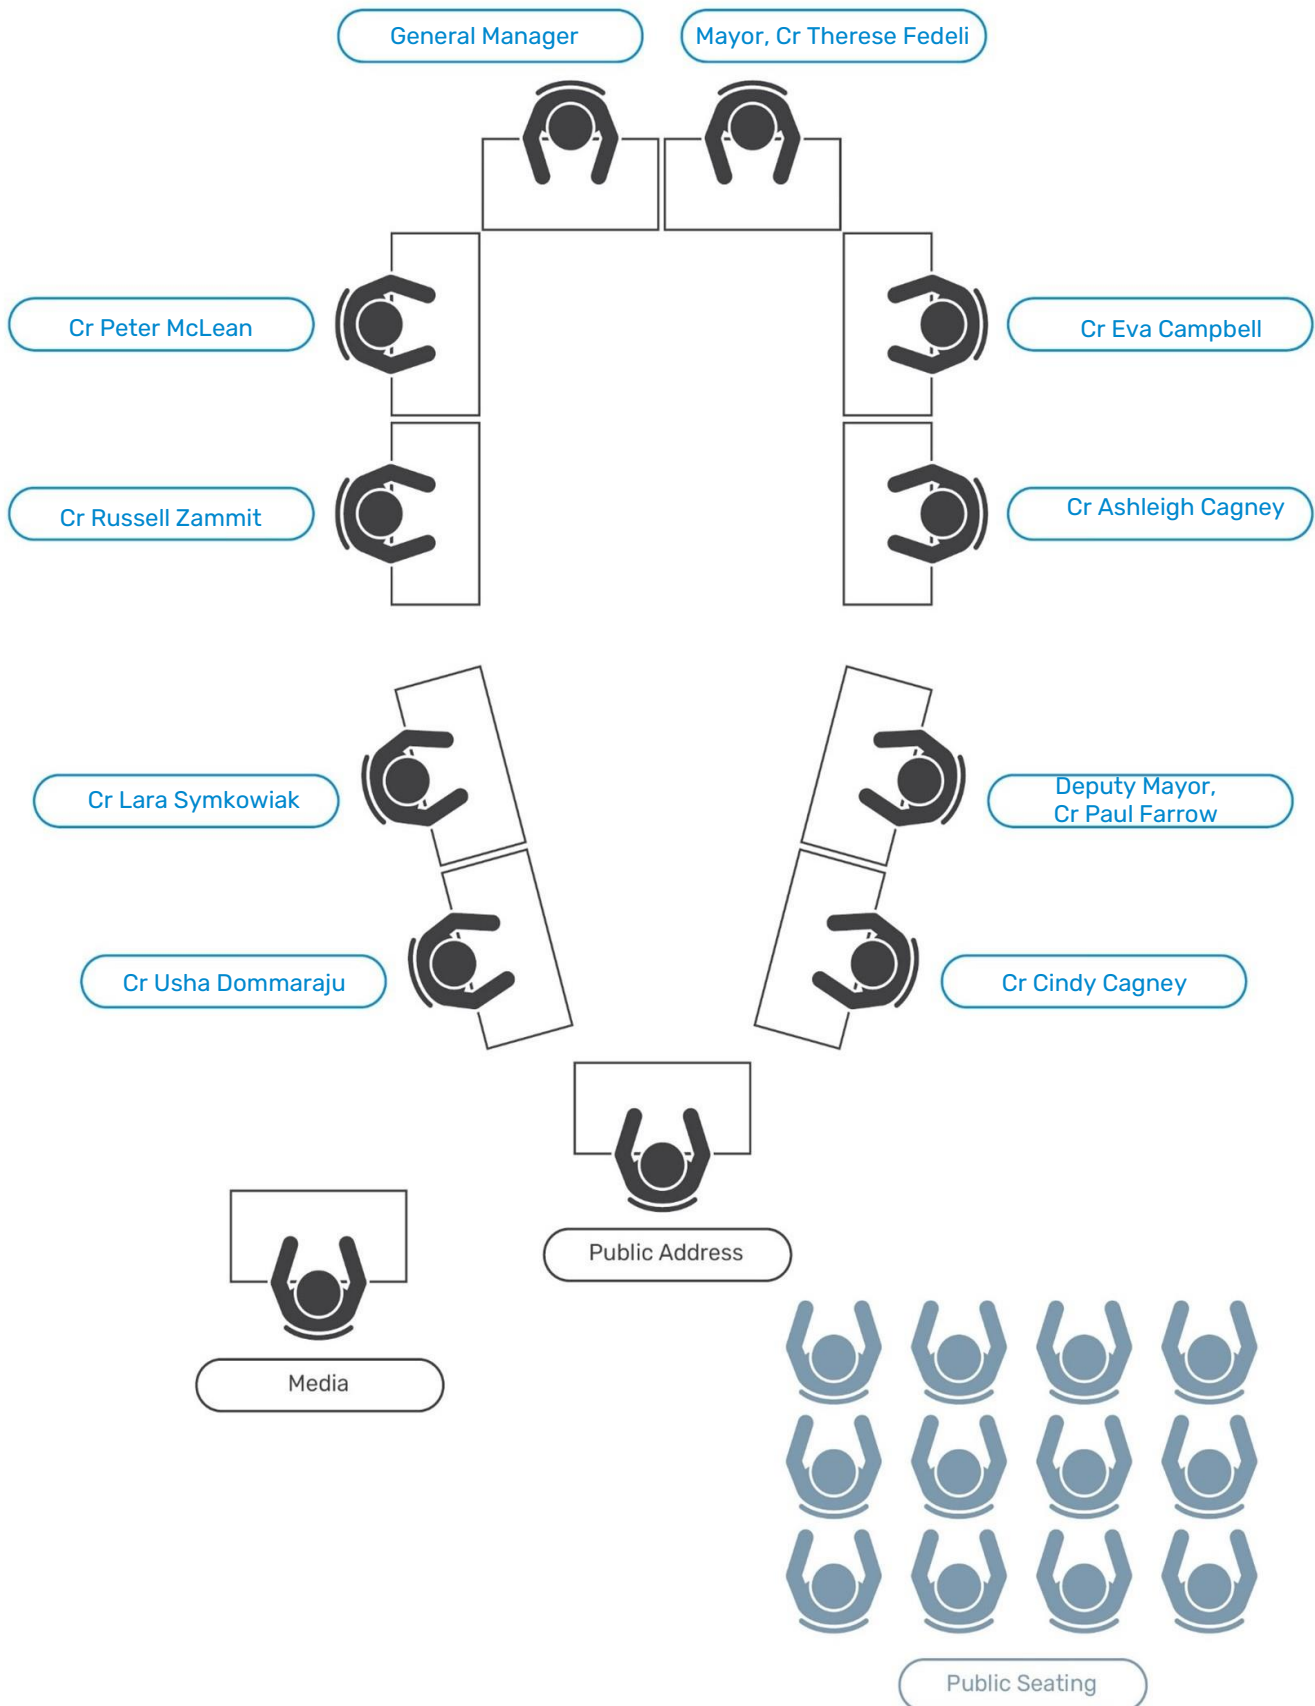 General Manager
Mayor, Cr Therese Fedeli
Cr Peter McLean
Cr Eva Campbell
Cr Russell Zammit
Cr Ashleigh Cagney
Cr Lara Symkowiak
Deputy Mayor,
Cr Paul Farrow
Cr Usha Dommaraju
Cr Cindy Cagney
Public Address
Media
Public Seating